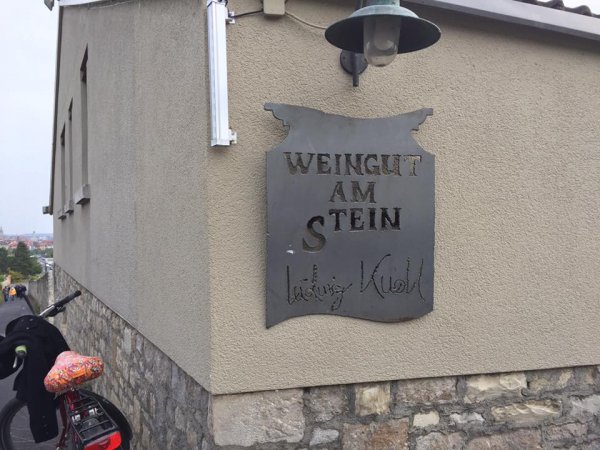 WEINGUT
AM
STEIN
Ludwig Knoll